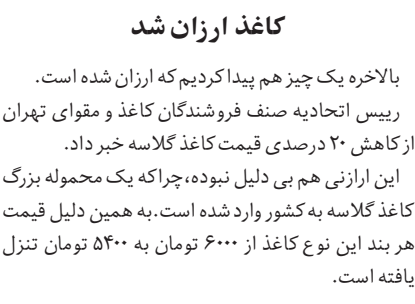 کاغذ ارزان شد
بالاخره یک چیز هم پیدا کردیم که ارزان شده است.
رییس اتحادیه صنف فروشندگان کاغذ و مقوای تهران
از کاهش ۲۰ درصدی قیمت کاغذ گلاسه خبر داد.
این ارازنی هم بی دلیل نبوده،چراکه یک محموله بزرگ
کاغذ گلاسه به کشور وارد شده است.به همین دلیل قیمت
هر بند این نوع کاغذ از ۶۰۰۰ تومان به ۵۴۰۰ تومان تنزل
یافته است.